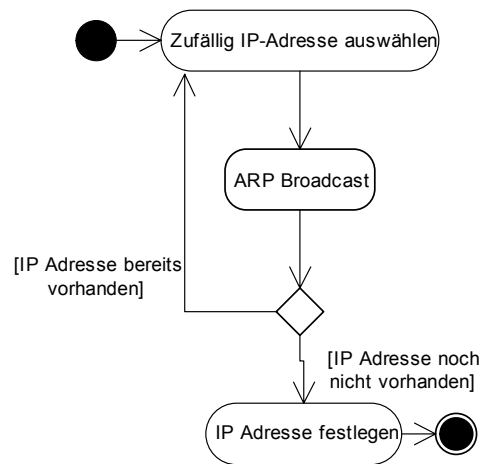 Zufällig IP-Adresse auswählen
ARP Broadcast
[IP Adresse bereits
vorhanden]
[IP Adresse noch
nicht vorhanden]
IP Adresse festlegen